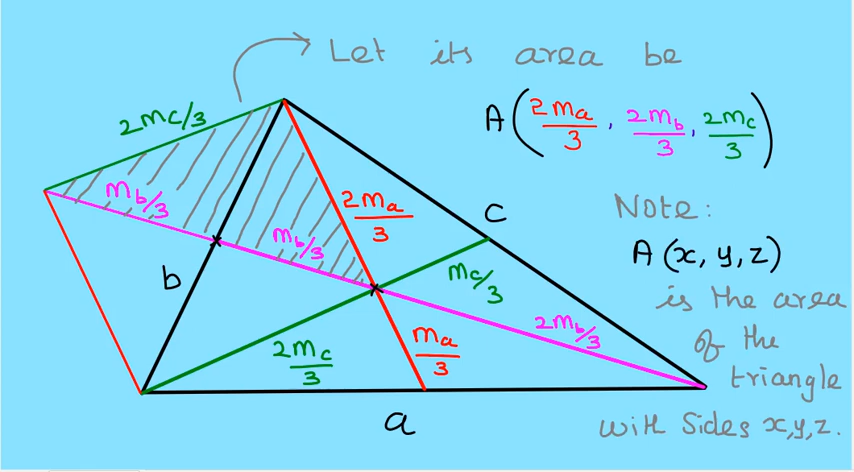 Let its area be
A(2ma/3, 2mb/3, 2mc/3)
2mc/3
mb/3
2ma/3
mb/3
c
Note:
A(x, y, z)
b
mc/3
is the area
2mb/3
of the
2mc/3
ma/3
triangle
a
with Sides x,y,z.